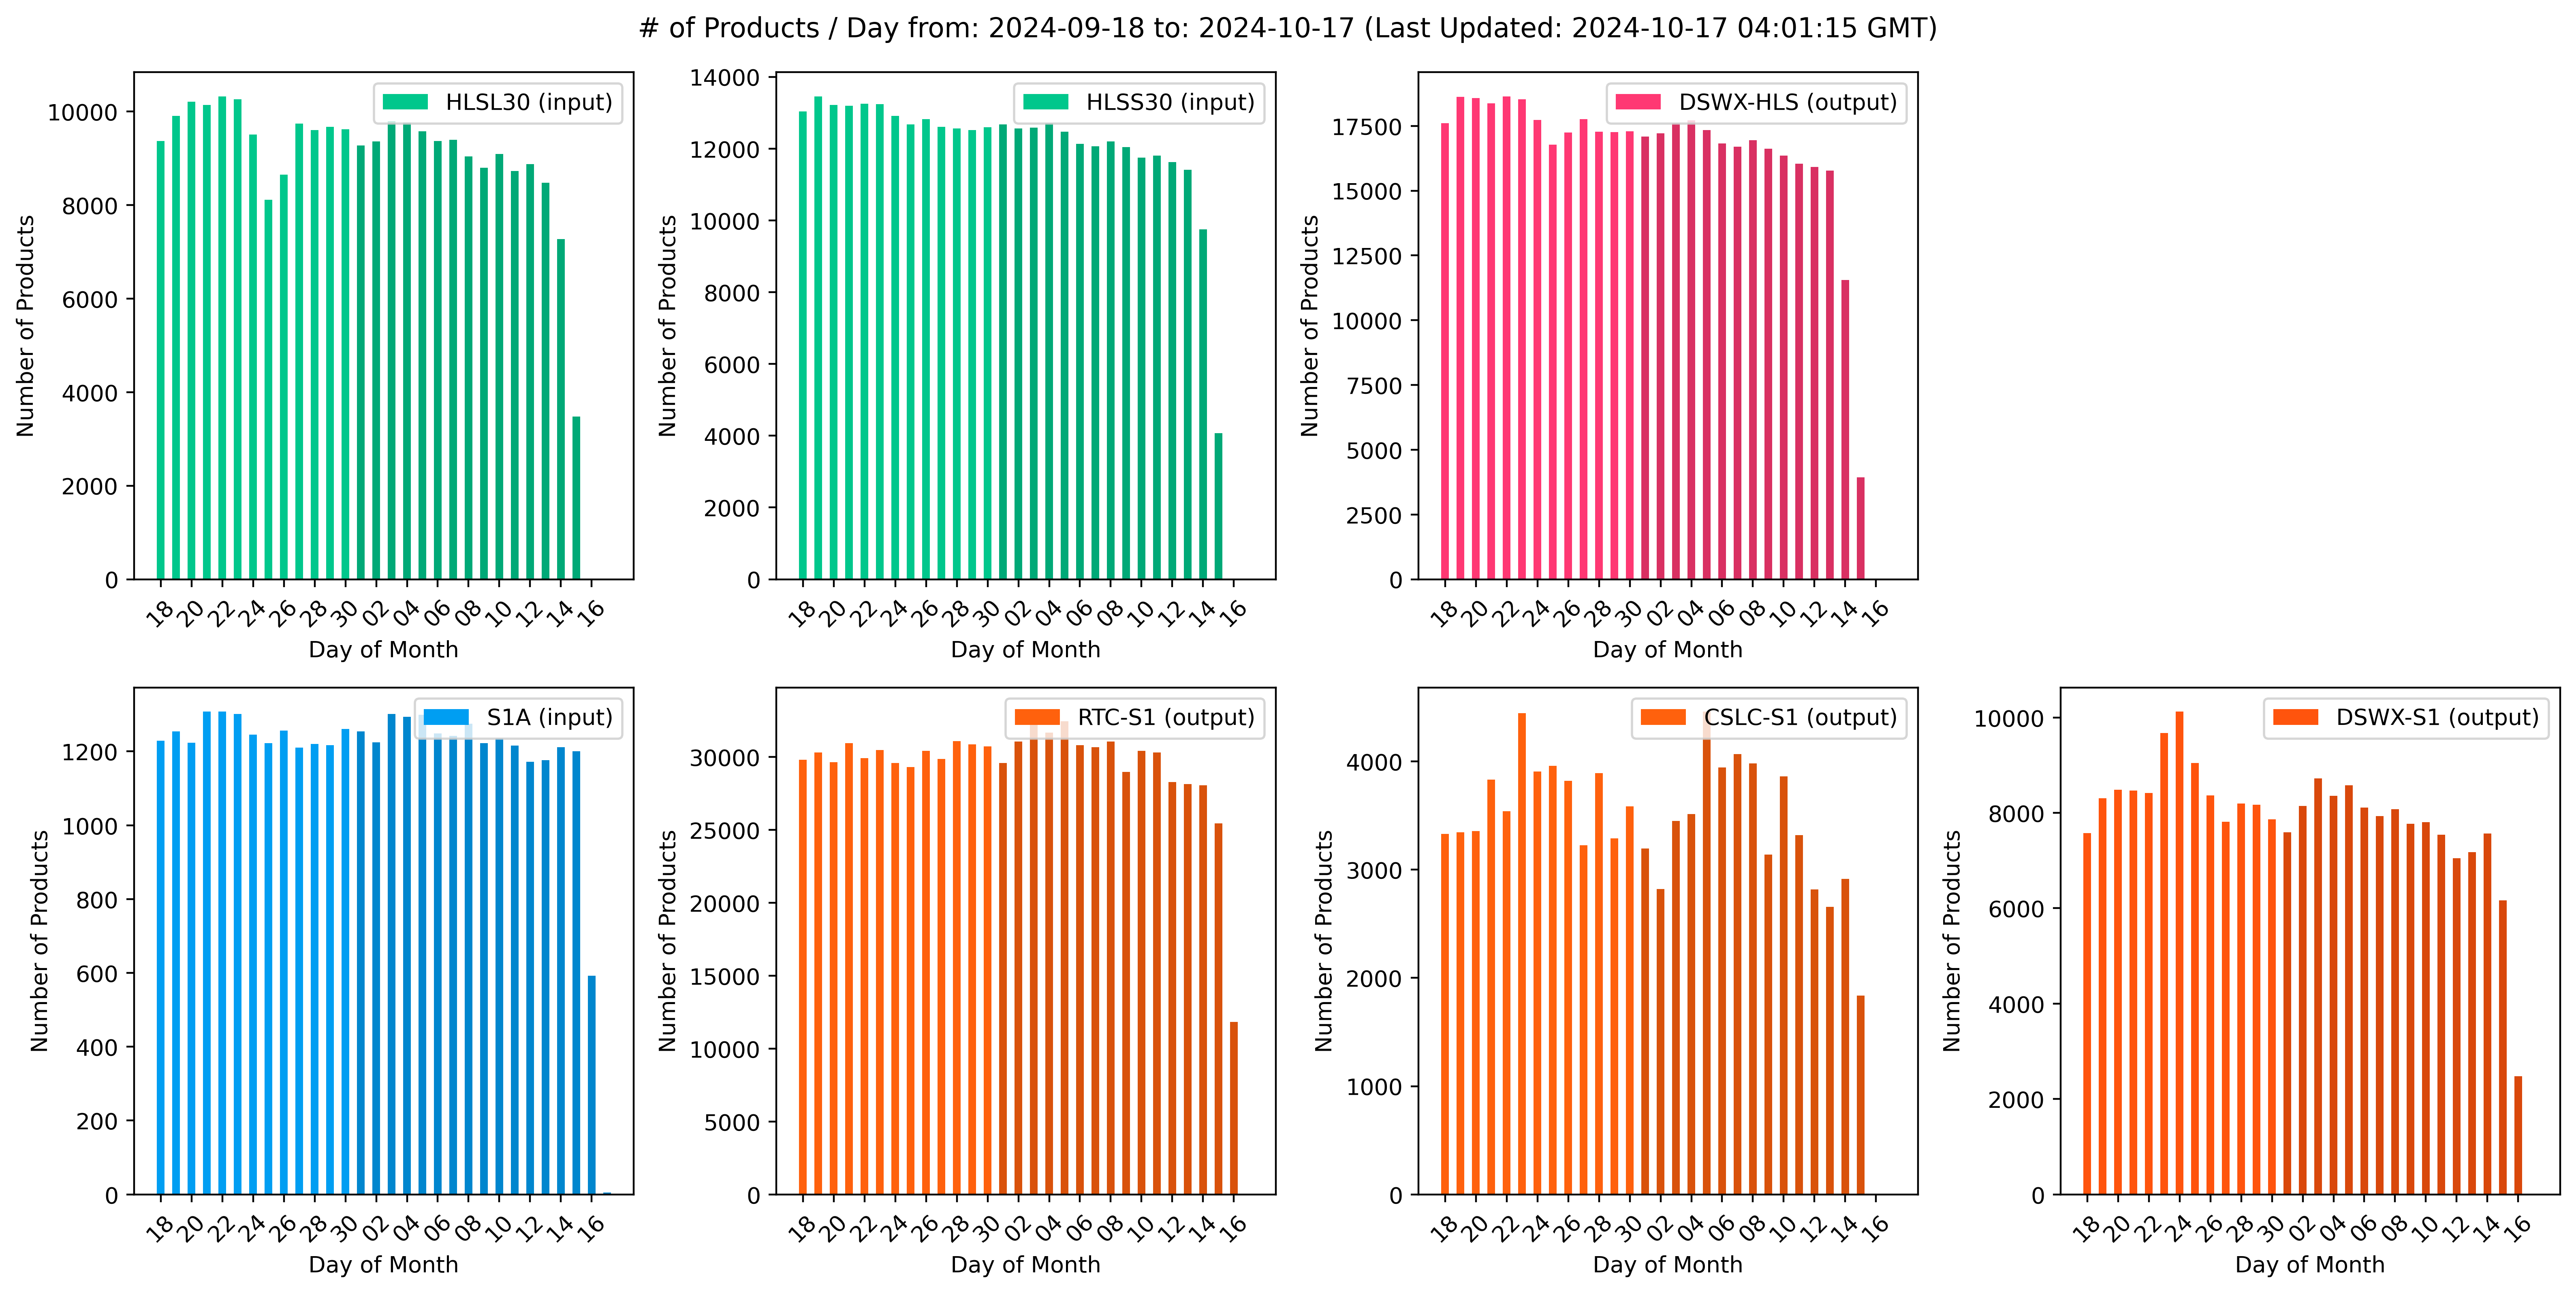 # of Products / Day from: 2024-09-18 to: 2024-10-17 (Last Updated: 2024-10-17 04:01:15 GMT)
HLSL30 (input)
Number of Products
10000
8000
6000
4000
2000
0
18 20 22 24 26 28 30 02 04 06 08 10 12 14 16
Day of Month
HLSS30 (input)
Number of Products
14000
12000
10000
8000
6000
4000
2000
0
18 20 22 24 26 28 30 02 04 06 08 10 12 14 16
Day of Month
DSWX-HLS (output)
Number of Products
17500
15000
12500
10000
7500
5000
2500
0
18 20 22 24 26 28 30 02 04 06 08 10 12 14 16
Day of Month
S1A (input)
Number of Products
1200
1000
800
600
400
200
0
18 20 22 24 26 28 30 02 04 06 08 10 12 14 16
Day of Month
RTC-S1 (output)
Number of Products
30000
25000
20000
15000
10000
5000
0
18 20 22 24 26 28 30 02 04 06 08 10 12 14 16
Day of Month
CSLC-S1 (output)
Number of Products
4000
3000
2000
1000
0
18 20 22 24 26 28 30 02 04 06 08 10 12 14 16
Day of Month
DSWX-S1 (output)
Number of Products
10000
8000
6000
4000
2000
0
18 20 22 24 26 28 30 02 04 06 08 10 12 14 16
Day of Month